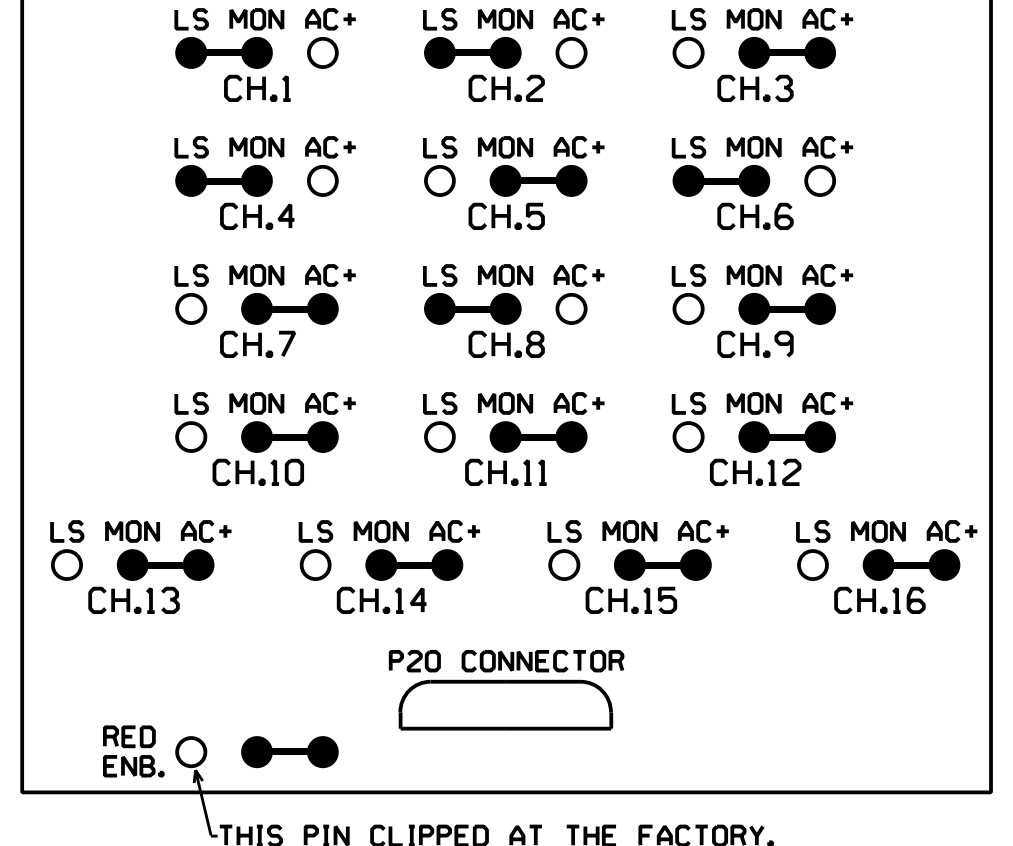 LS MON AC+ LS MON AC+ LS MON AC+
CH.1 CH.2 CH.3
LS MON AC+ LS MON AC+ LS MON AC+
CH.4 CH.5 CH.6
LS MON AC+ LS MON AC+ LS MON AC+
CH.7 CH.8 CH.9
LS MON AC+ LS MON AC+ LS MON AC+
CH.10 CH.11 CH.12
LS MON AC+ LS MON AC+ LS MON AC+ LS MON AC+
CH.13 CH.14 CH.15 CH.16
P20 CONNECTOR
RED
ENB.
THIS PIN CLIPPED AT THE FACTORY.